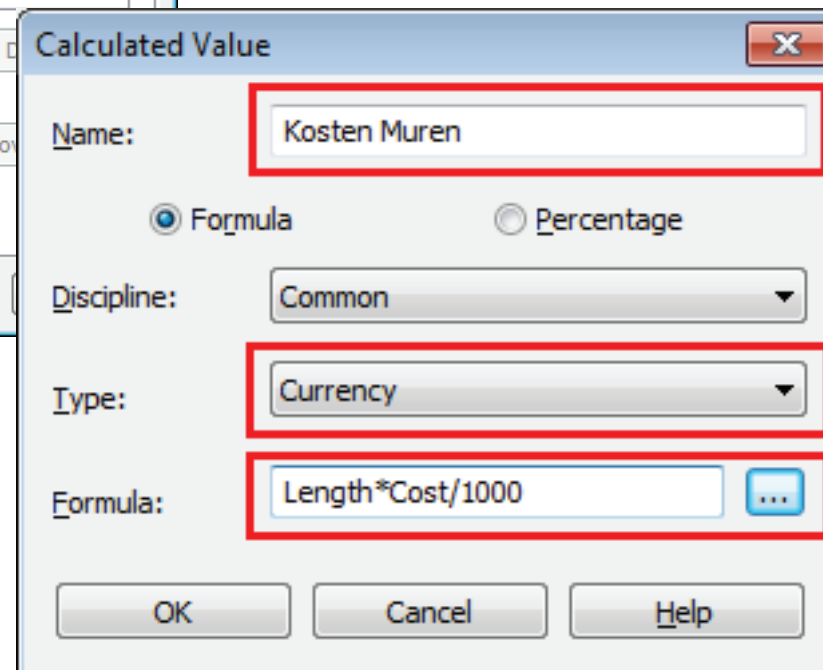 Calculated Value
Name: Kosten Muren
Formula Percentage
Discipline: Common
Type: Currency
Formula: Length*Cost/1000 ...
OK Cancel Help